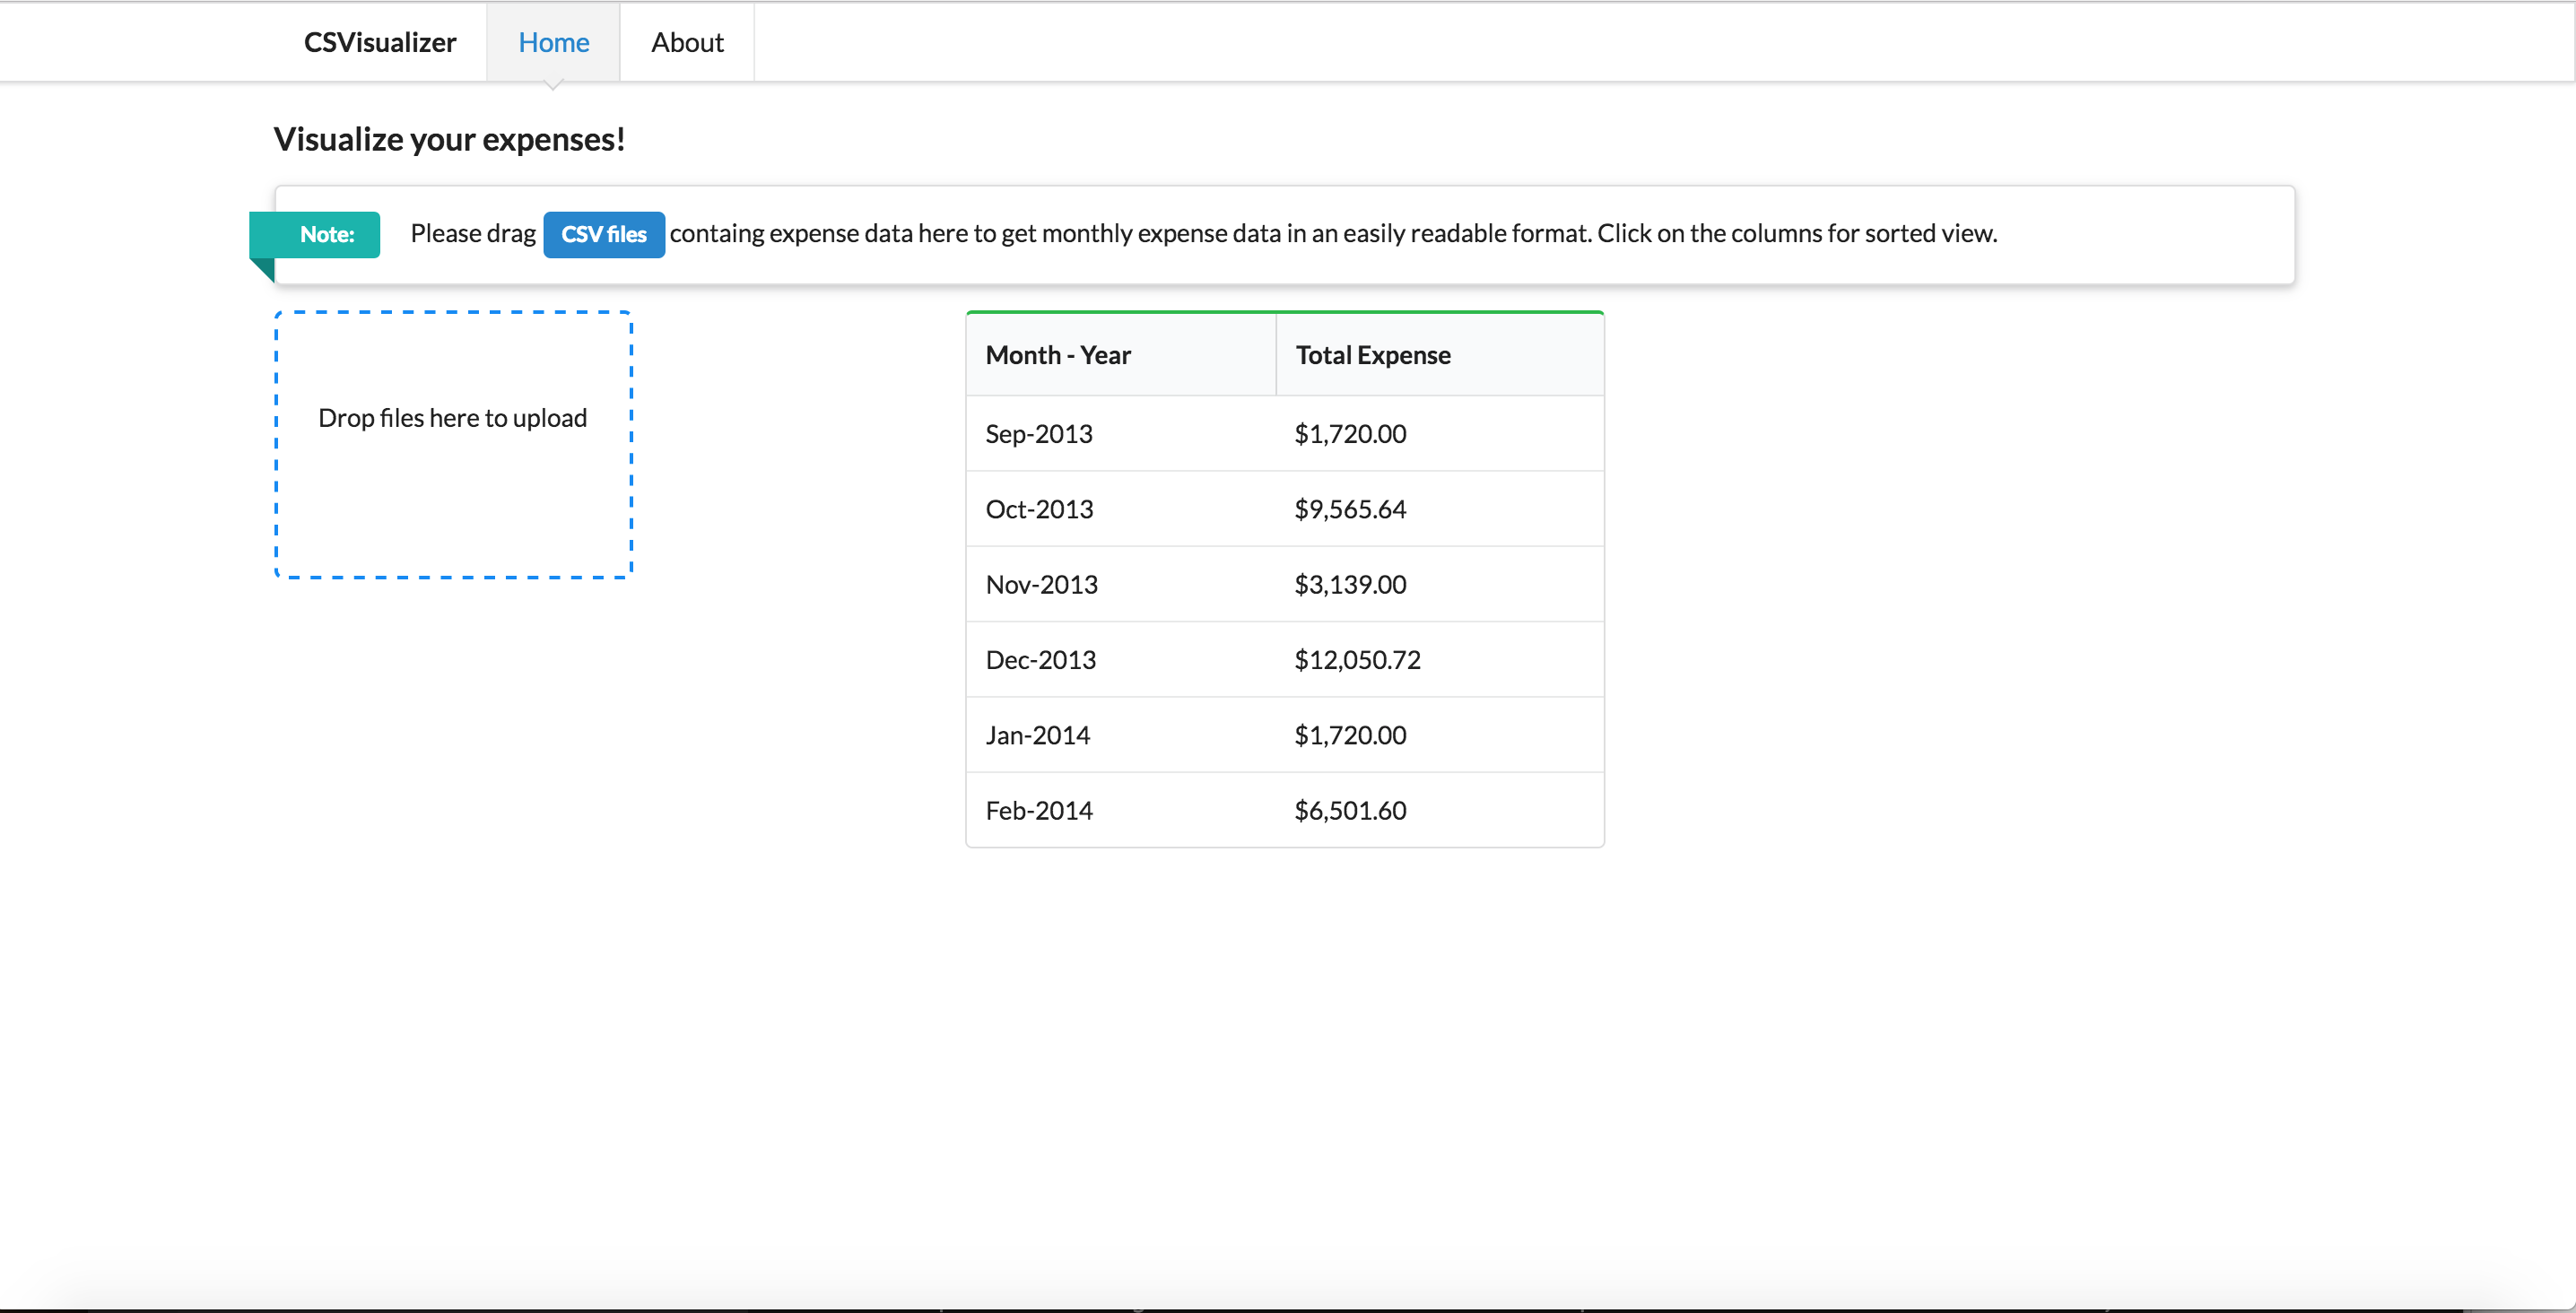 CSVisualizer Home About
Visualize your expenses!
Note: Please drag CSV files containg expense data here to get monthly expense data in an easily readable format. Click on the columns for sorted view.
Drop files here to upload
Month - Year Total Expense
Sep-2013 $1,720.00
Oct-2013 $9,565.64
Nov-2013 $3,139.00
Dec-2013 $12,050.72
Jan-2014 $1,720.00
Feb-2014 $6,501.60